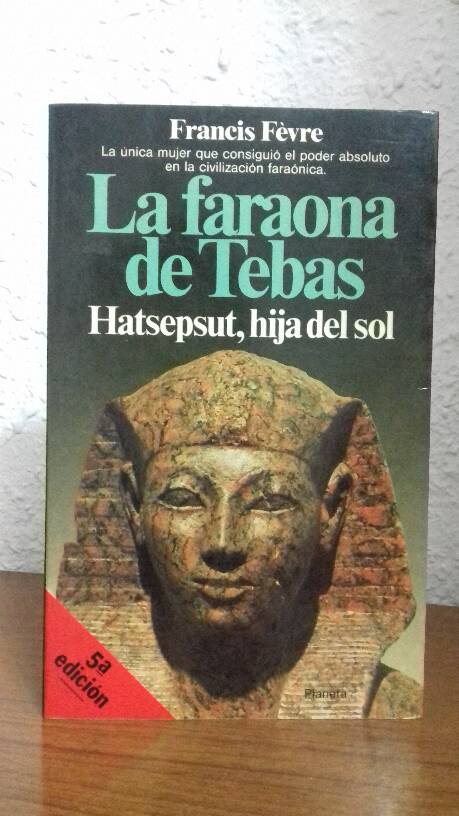 Francis Fèvre
La única mujer que consiguió el poder absoluto
en la civilización faraónica.
La faraona
de Tebas
Hatsepsut, hija del sol
5ª
edición
Planeta